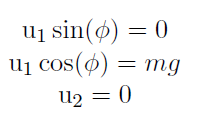 u₁ sin(ϕ) = 0
u₁ cos(ϕ) = mg
u₂ = 0